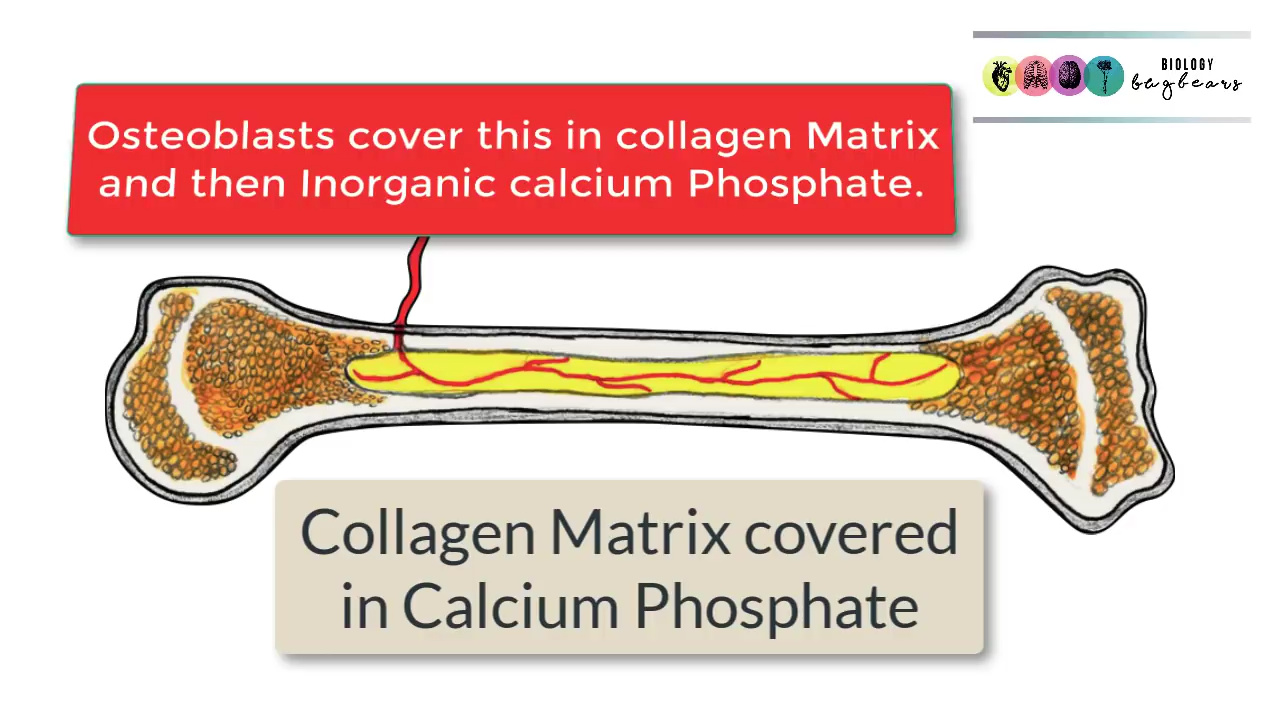 BIOLOGY
bugbears
Osteoblasts cover this in collagen Matrix
and then Inorganic calcium Phosphate.
Collagen Matrix covered
in Calcium Phosphate